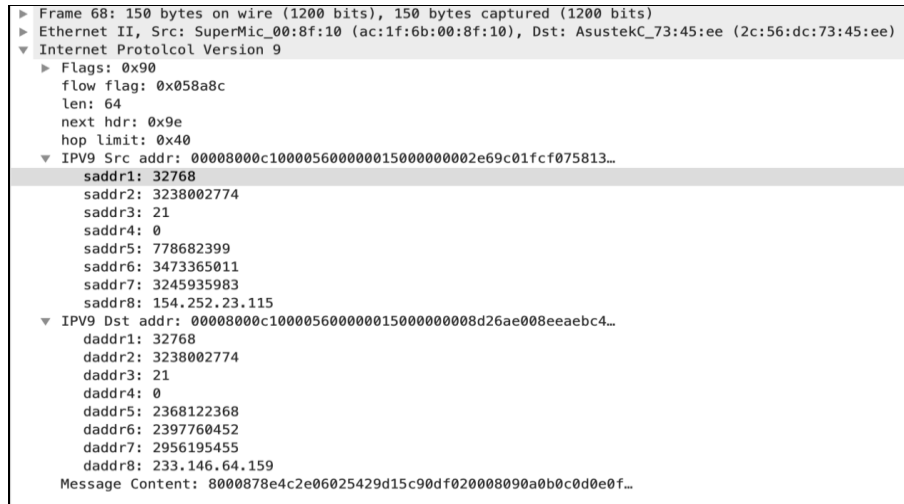 Frame 68: 150 bytes on wire (1200 bits), 150 bytes captured (1200 bits)
Ethernet II, Src: SuperMic_00:8f:10 (ac:1f:6b:00:8f:10), Dst: AsustekC_73:45:ee (2c:56:dc:73:45:ee)
Internet Protolcol Version 9
Flags: 0x90
flow flag: 0x058a8c
len: 64
next hdr: 0x9e
hop limit: 0x40
IPV9 Src addr: 00008000c1000056000000015000000002e69c01fcf075813…
saddr1: 32768
saddr2: 3238002774
saddr3: 21
saddr4: 0
saddr5: 778682399
saddr6: 3473365011
saddr7: 3245935983
saddr8: 154.252.23.115
IPV9 Dst addr: 00008000c1000056000000015000000008d26ae008eeaebc4…
daddr1: 32768
daddr2: 3238002774
daddr3: 21
daddr4: 0
daddr5: 2368122368
daddr6: 2397760452
daddr7: 2956195455
daddr8: 233.146.64.159
Message Content: 8000878e4c2e06025429d15c90df020008090a0b0c0d0e0f…